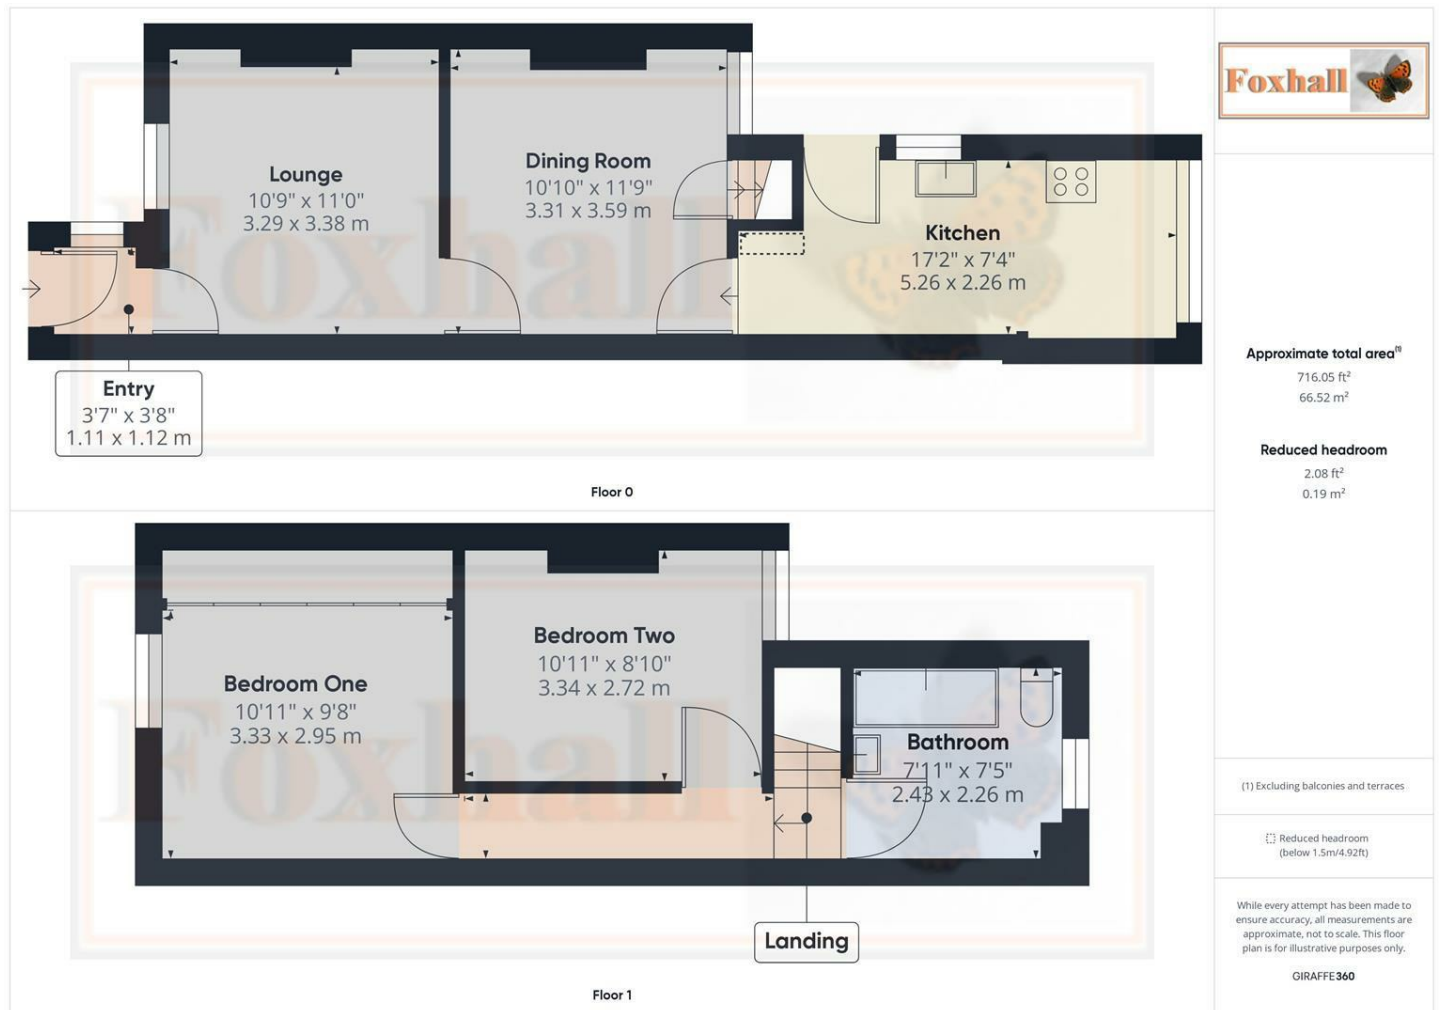 Lounge
10'9" x 11'0"
3.29 x 3.38 m
Dining Room
10'10" x 11'9"
3.31 x 3.59 m
Kitchen
17'2" x 7'4"
5.26 x 2.26 m
Entry
3'7" x 3'8"
1.11 x 1.12 m
Foxhall
Floor 0
Bedroom One
10'11" x 9'8"
3.33 x 2.95 m
Bedroom Two
10'11" x 8'10"
3.34 x 2.72 m
Bathroom
7'11" x 7'5"
2.43 x 2.26 m
Landing
Foxhall
Floor 1
Foxhall
Approximate total area(1)
716.05 ft²
66.52 m²
Reduced headroom
2.08 ft²
0.19 m²
(1) Excluding balconies and terraces
Reduced headroom
(below 1.5m/4.92ft)
While every attempt has been made to
ensure accuracy, all measurements are
approximate, not to scale. This floor
plan is for illustrative purposes only.
GIRAFFE360